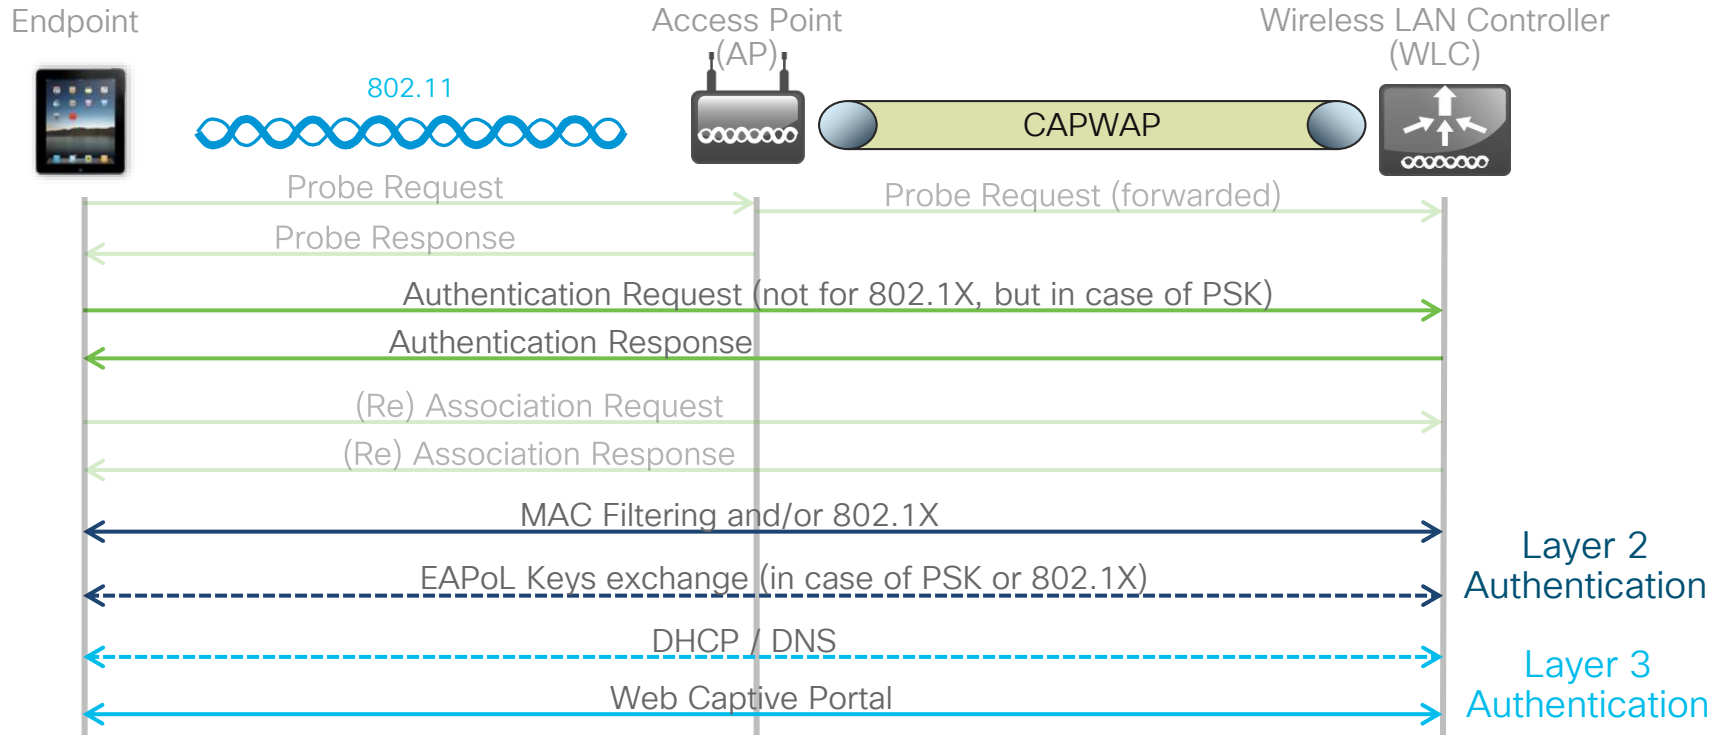 Endpoint
Access Point
(AP)
Wireless LAN Controller
(WLC)
802.11
CAPWAP
Probe Request
Probe Request (forwarded)
Probe Response
Authentication Request (not for 802.1X, but in case of PSK)
Authentication Response
(Re) Association Request
(Re) Association Response
MAC Filtering and/or 802.1X
Layer 2
Authentication
EAPoL Keys exchange (in case of PSK or 802.1X)
DHCP / DNS
Layer 3
Authentication
Web Captive Portal